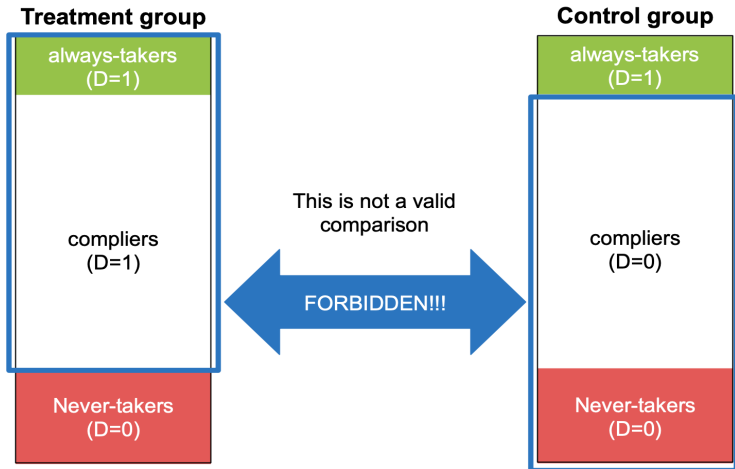 Treatment group
always-takers
(D=1)
compliers
(D=1)
Never-takers
(D=0)
This is not a valid
comparison
FORBIDDEN!!!
Control group
always-takers
(D=1)
compliers
(D=0)
Never-takers
(D=0)